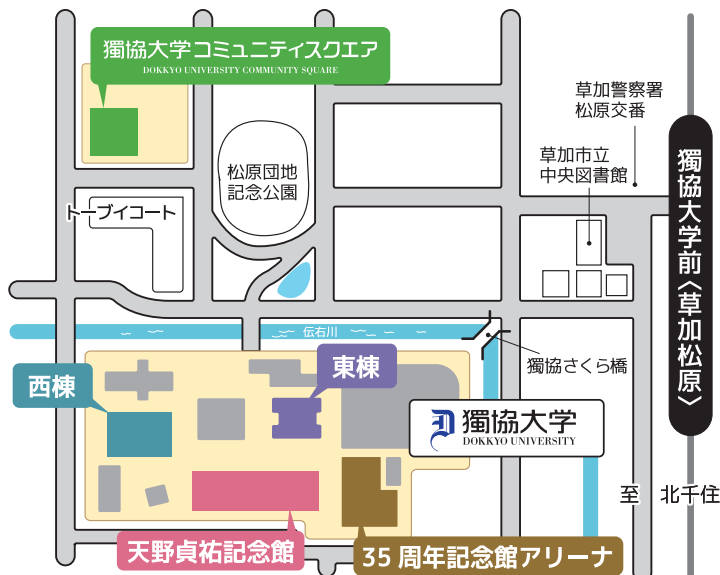 獨協大学コミュニティスクエア
DOKKYO UNIVERSITY COMMUNITY SQUARE
草加警察署
松原交番
草加市立
中央図書館
松原団地
記念公園
トーブイコート
獨協大学前〈草加松原〉
伝右川
獨協さくら橋
東棟
西棟
獨協大学
DOKKYO UNIVERSITY
至 北千住
天野貞祐記念館
35周年記念館アリーナ